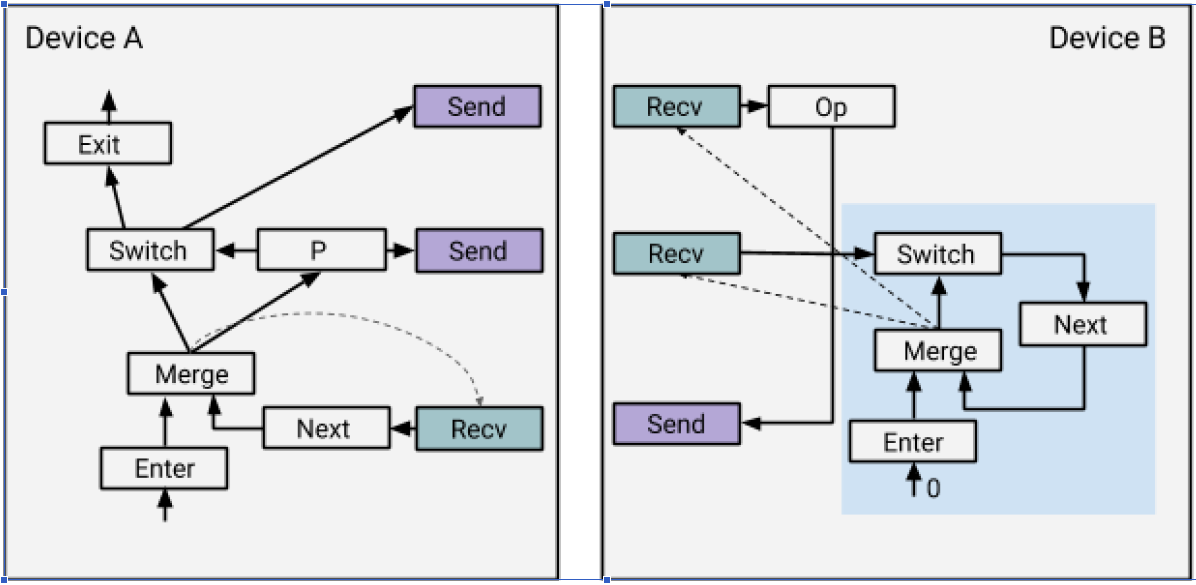 Device A
Send
Exit
Switch
P
Send
Merge
Next
Recv
Enter
Device B
Recv
Op
Recv
Switch
Next
Merge
Send
Enter
0